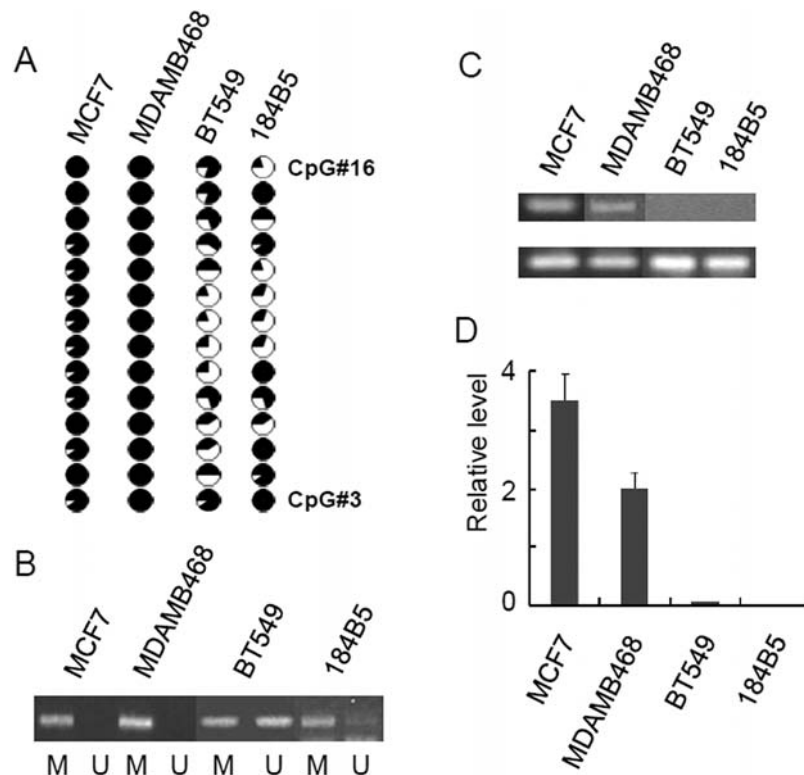 A
MCF7
MDAMB468
BT549
184B5
CpG#16
CpG#3
B
MCF7
MDAMB468
BT549
184B5
M U M U M U M U
C
MCF7
MDAMB468
BT549
184B5
D
Relative level
4
2
0
MCF7
MDAMB468
BT549
184B5